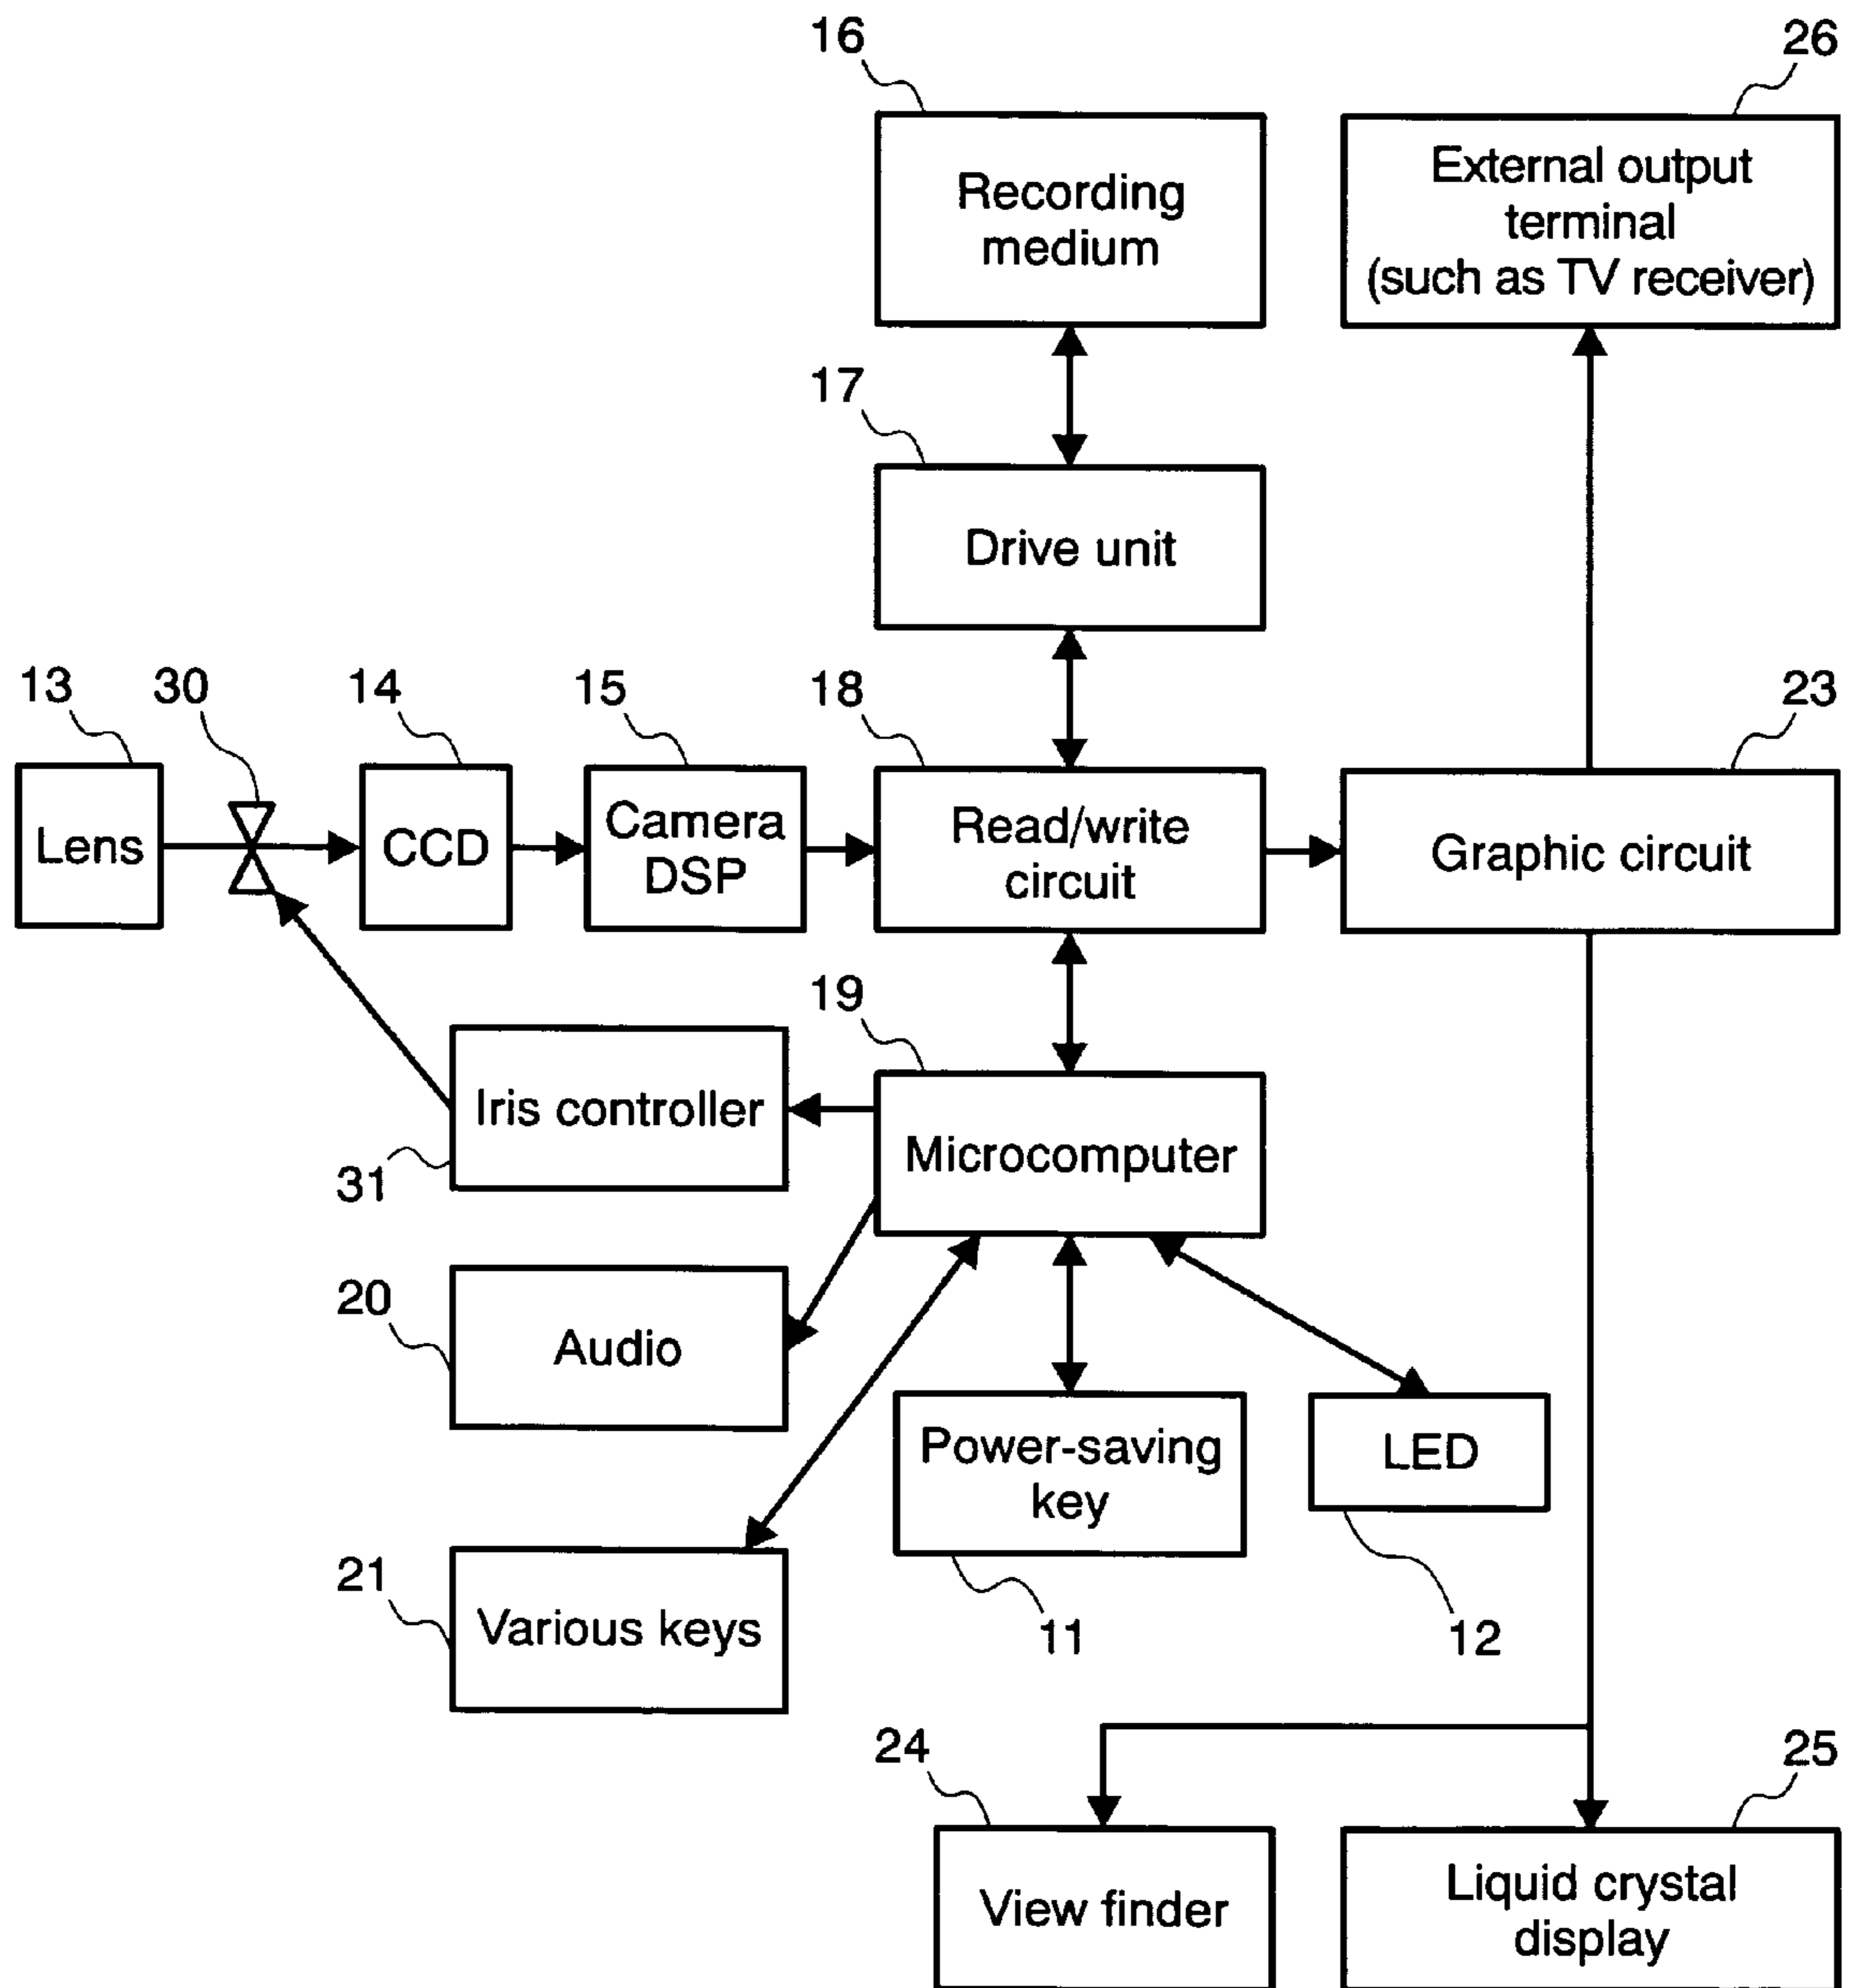 16
26
Recording
medium
External output
terminal
(such as TV receiver)
17
Drive unit
13
30
14
15
18
23
Lens
CCD
Camera
DSP
Read/write
circuit
Graphic circuit
19
Iris controller
31
Microcomputer
20
Audio
Power-saving
key
LED
21
Various keys
11
12
24
25
View finder
Liquid crystal
display